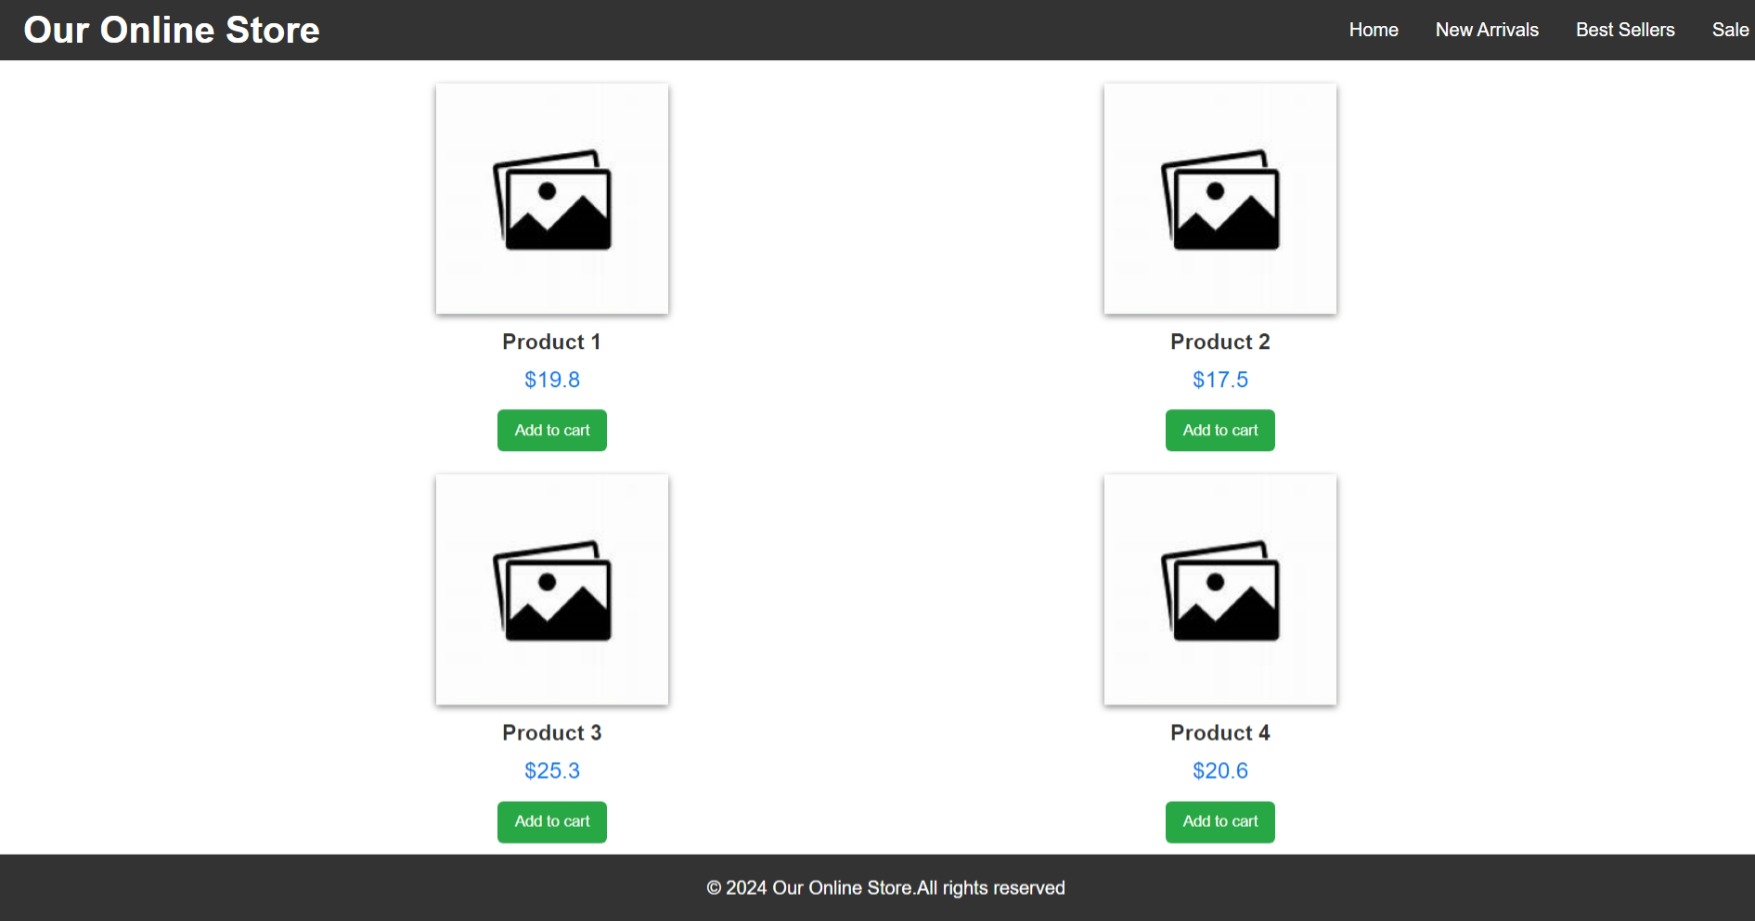 Our Online Store
Home New Arrivals Best Sellers Sale
Product 1 Product 2
$19.8 $17.5
Add to cart Add to cart
Product 3 Product 4
$25.3 $20.6
Add to cart Add to cart
© 2024 Our Online Store.All rights reserved